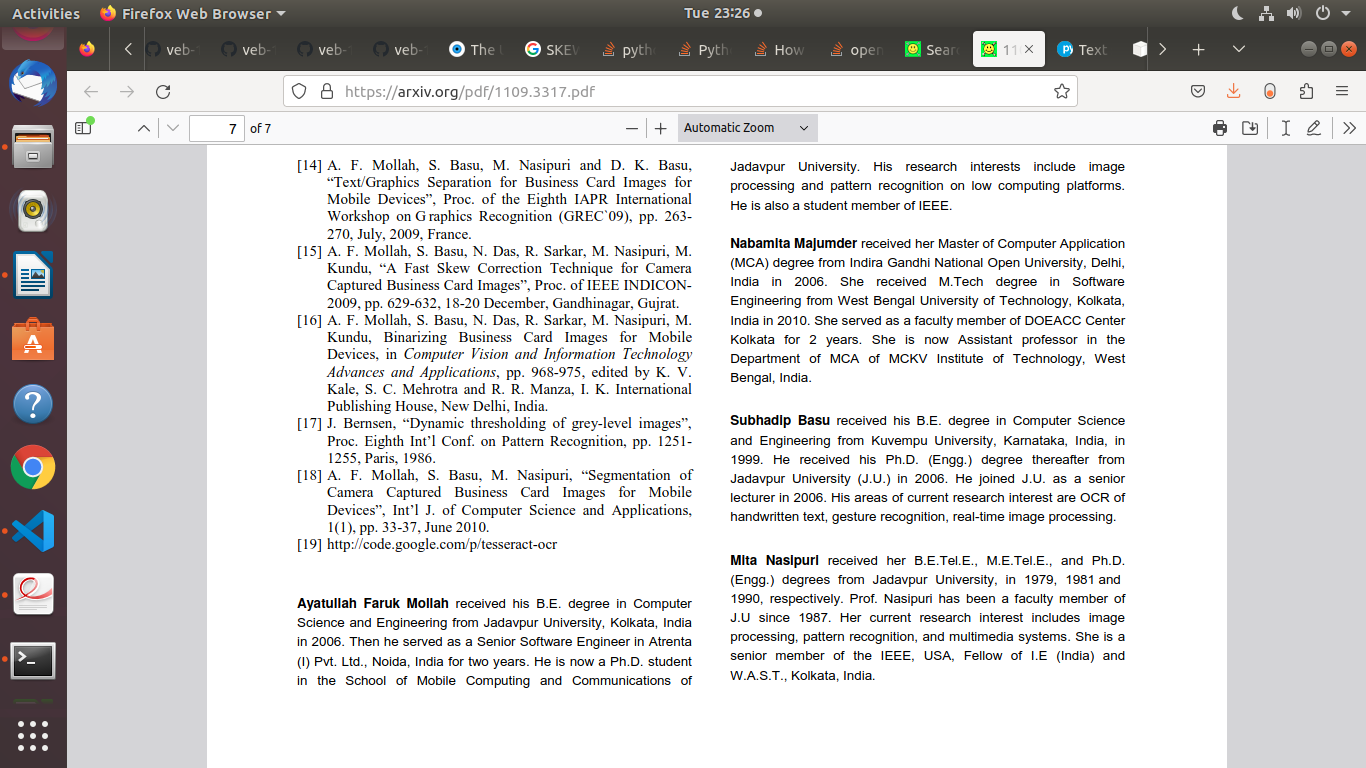 Activities
Firefox Web Browser
Tue 23:26
veb-
veb-
veb-
veb-
The
SKEW
pyth
Pyth
How
open
Sear
11
Text
https://arxiv.org/pdf/1109.3317.pdf
7 of 7
Automatic Zoom
[14] A. F. Mollah, S. Basu, M. Nasipuri and D. K. Basu,
“Text/Graphics Separation for Business Card Images for
Mobile Devices”, Proc. of the Eighth IAPR International
Workshop on G raphics Recognition (GREC`09), pp. 263-
270, July, 2009, France.
[15] A. F. Mollah, S. Basu, N. Das, R. Sarkar, M. Nasipuri, M.
Kundu, “A Fast Skew Correction Technique for Camera
Captured Business Card Images”, Proc. of IEEE INDICON-
2009, pp. 629-632, 18-20 December, Gandhinagar, Gujrat.
[16] A. F. Mollah, S. Basu, N. Das, R. Sarkar, M. Nasipuri, M.
Kundu, Binarizing Business Card Images for Mobile
Devices, in Computer Vision and Information Technology
Advances and Applications, pp. 968-975, edited by K. V.
Kale, S. C. Mehrotra and R. R. Manza, I. K. International
Publishing House, New Delhi, India.
[17] J. Bernsen, “Dynamic thresholding of grey-level images”,
Proc. Eighth Int’l Conf. on Pattern Recognition, pp. 1251-
1255, Paris, 1986.
[18] A. F. Mollah, S. Basu, M. Nasipuri, “Segmentation of
Camera Captured Business Card Images for Mobile
Devices”, Int’l J. of Computer Science and Applications,
1(1), pp. 33-37, June 2010.
[19] http://code.google.com/p/tesseract-ocr
Ayatullah Faruk Mollah received his B.E. degree in Computer
Science and Engineering from Jadavpur University, Kolkata, India
in 2006. Then he served as a Senior Software Engineer in Atrenta
(I) Pvt. Ltd., Noida, India for two years. He is now a Ph.D. student
in the School of Mobile Computing and Communications of
Jadavpur University. His research interests include image
processing and pattern recognition on low computing platforms.
He is also a student member of IEEE.
Nabamita Majumder received her Master of Computer Application
(MCA) degree from Indira Gandhi National Open University, Delhi,
India in 2006. She received M.Tech degree in Software
Engineering from West Bengal University of Technology, Kolkata,
India in 2010. She served as a faculty member of DOEACC Center
Kolkata for 2 years. She is now Assistant professor in the
Department of MCA of MCKV Institute of Technology, West
Bengal, India.
Subhadip Basu received his B.E. degree in Computer Science
and Engineering from Kuvempu University, Karnataka, India, in
1999. He received his Ph.D. (Engg.) degree thereafter from
Jadavpur University (J.U.) in 2006. He joined J.U. as a senior
lecturer in 2006. His areas of current research interest are OCR of
handwritten text, gesture recognition, real-time image processing.
Mita Nasipuri received her B.E.Tel.E., M.E.Tel.E., and Ph.D.
(Engg.) degrees from Jadavpur University, in 1979, 1981 and
1990, respectively. Prof. Nasipuri has been a faculty member of
J.U since 1987. Her current research interest includes image
processing, pattern recognition, and multimedia systems. She is a
senior member of the IEEE, USA, Fellow of I.E (India) and
W.A.S.T., Kolkata, India.